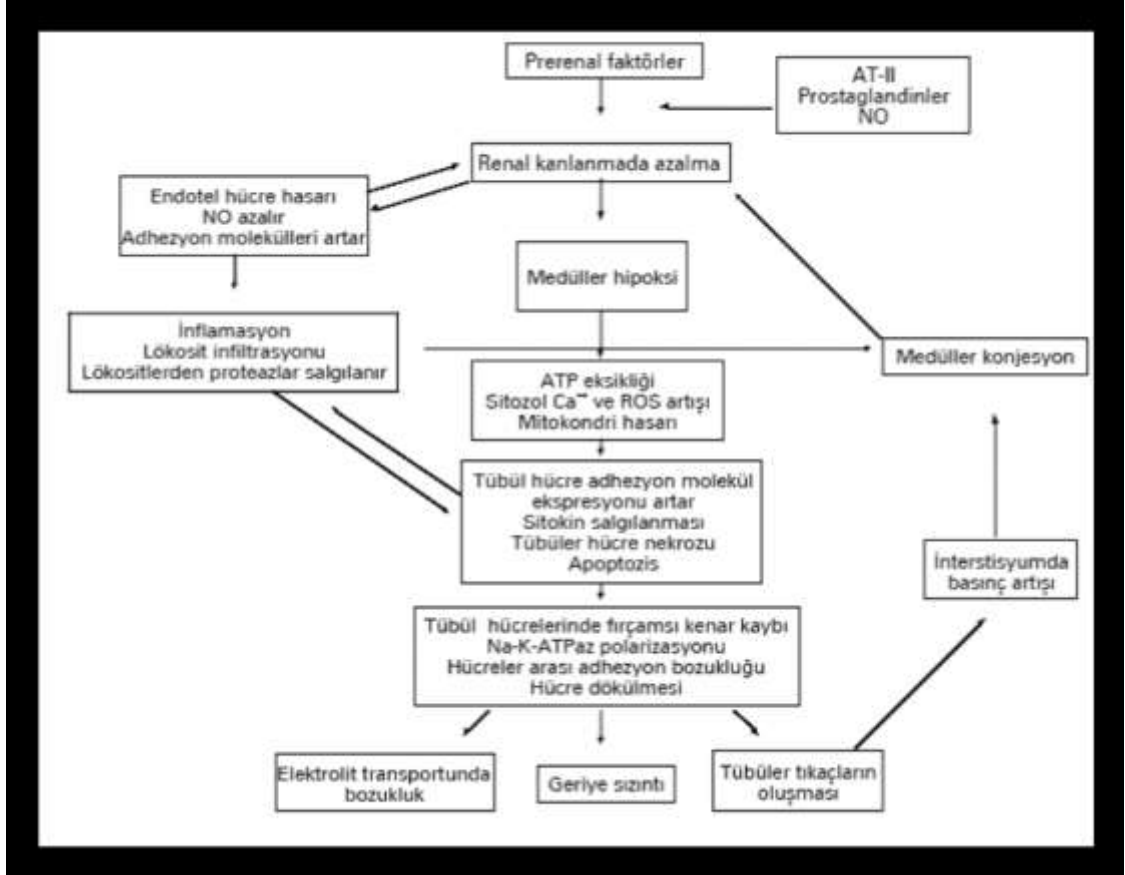 Prerenal faktörler
AT-II
Prostaglandinler
NO
Renal kanlanmada azalma
Endotel hücre hasarı
NO azalır
Adhezyon molekülleri artar
Medüller hipoksi
İnflamasyon
Lökosit infiltrasyonu
Lökositlerden proteazlar salgılanır
Medüller konjesyon
ATP eksikliği
Sitozol Ca⁺⁺ ve ROS artışı
Mitokondri hasarı
Tübül hücre adhezyon molekül
ekspresyonu artar
Sitokin salgılanması
Tübüler hücre nekrozu
Apoptozis
İnterstisyumda
basınç artışı
Tübül hücrelerinde fırçamsı kenar kaybı
Na-K-ATPaz polarizasyonu
Hücreler arası adhezyon bozukluğu
Hücre dökülmesi
Elektrolit transportunda
bozukluk
Geriye sızıntı
Tübüler tıkaçların
oluşması